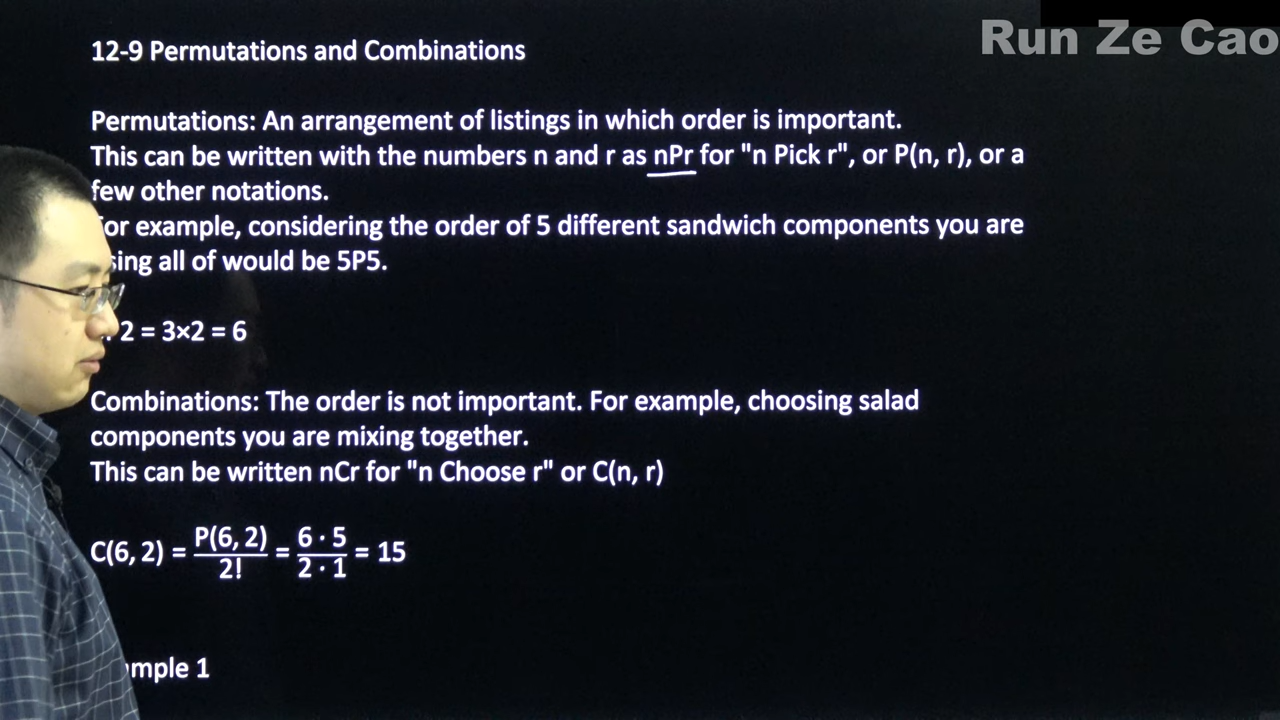 Run Ze Cao
12-9 Permutations and Combinations
Permutations: An arrangement of listings in which order is important.
This can be written with the numbers n and r as nPr for "n Pick r", or P(n, r), or a
few other notations.
or example, considering the order of 5 different sandwich components you are
sing all of would be 5P5.
2 = 3×2 = 6
Combinations: The order is not important. For example, choosing salad
components you are mixing together.
This can be written nCr for "n Choose r" or C(n, r)
C(6, 2) = P(6, 2)/2! = 6 · 5/2 · 1 = 15
mple 1